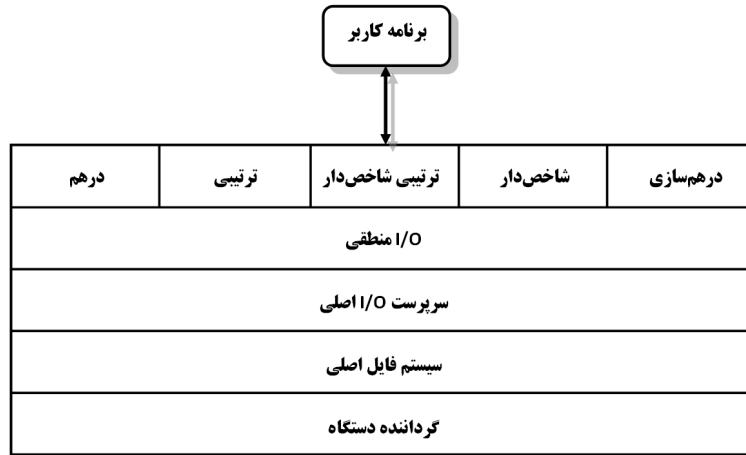 برنامه کاربر
درهم‌سازی
شاخص‌دار
ترتیبی شاخص‌دار
ترتیبی
درهم
I/O منطقی
سرپرست I/O اصلی
سیستم فایل اصلی
گرداننده دستگاه